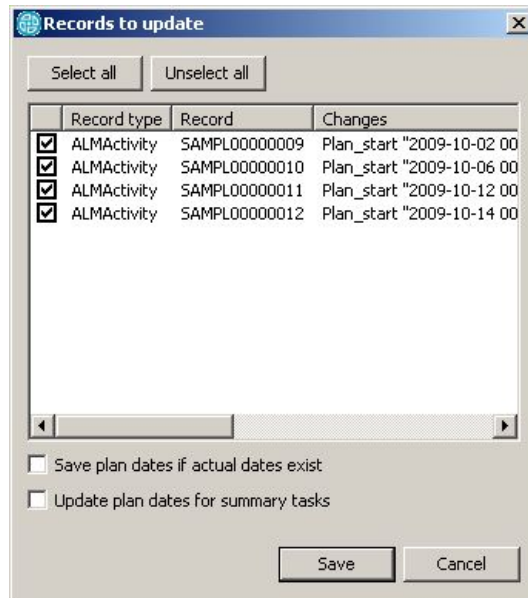 Records to update
Select all Unselect all
Record type Record Changes
ALMActivity SAMPL00000009 Plan_start "2009-10-02 00
ALMActivity SAMPL00000010 Plan_start "2009-10-06 00
ALMActivity SAMPL00000011 Plan_start "2009-10-12 00
ALMActivity SAMPL00000012 Plan_start "2009-10-14 00
Save plan dates if actual dates exist
Update plan dates for summary tasks
Save Cancel